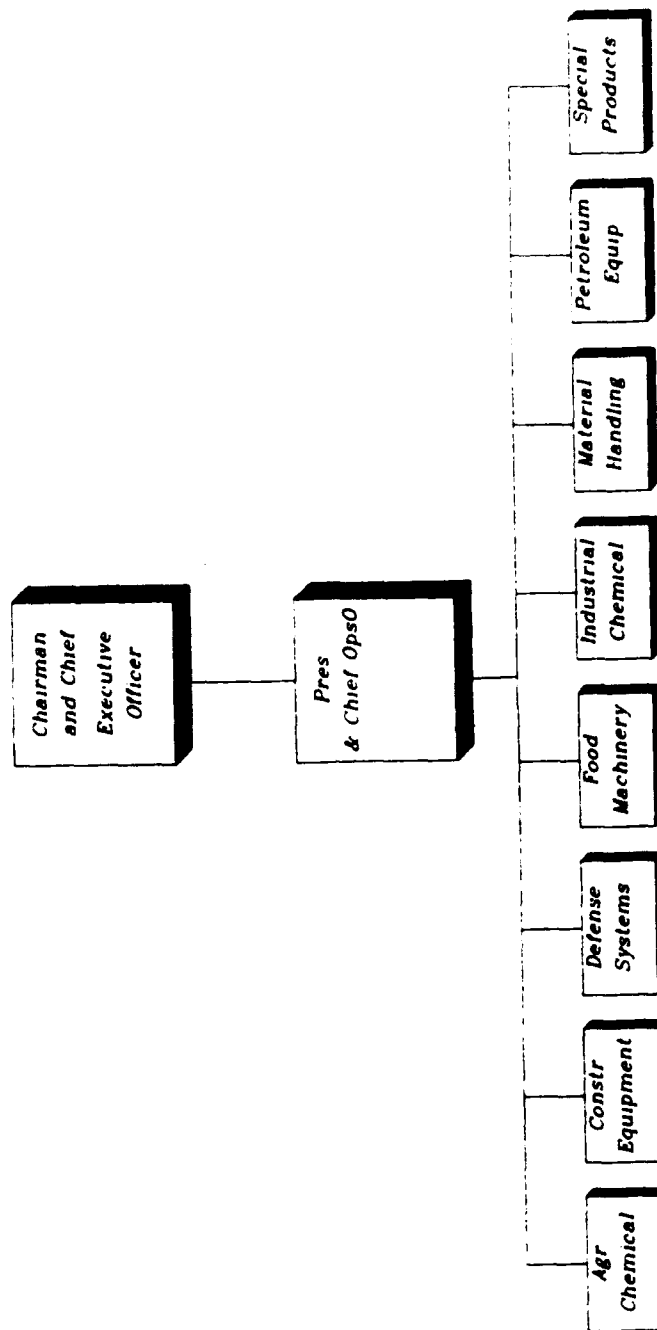 Chairman
and Chief
Executive
Officer
Pres
& Chief OpsO
Agr
Chemical
Constr
Equipment
Defense
Systems
Food
Machinery
Industrial
Chemical
Material
Handling
Petroleum
Equip
Special
Products